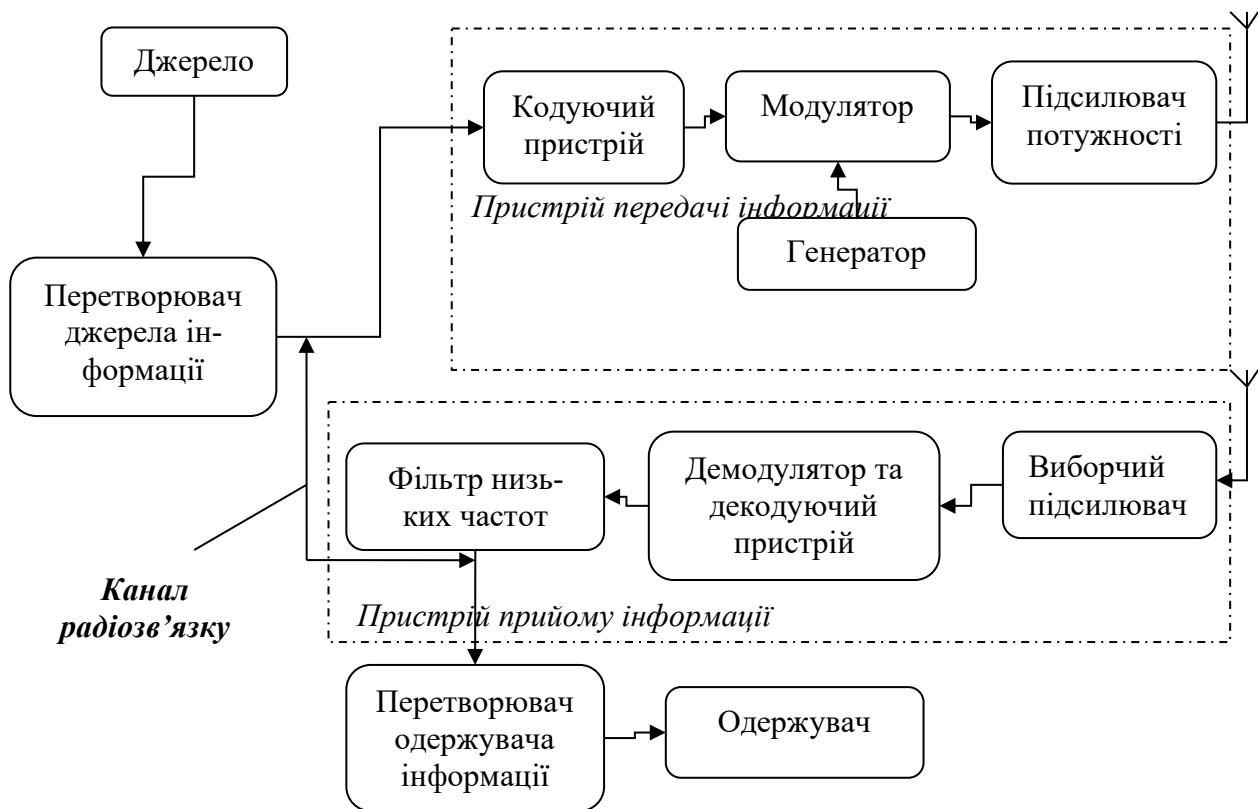 Джерело
Кодуючий
пристрій
Модулятор
Підсилювач
потужності
Пристрій передачі інформації
Генератор
Перетворювач
джерела ін-
формації
Фільтр низь-
ких частот
Демодулятор та
декодуючий
пристрій
Виборчий
підсилювач
Канал
радіозв’язку
Пристрій прийому інформації
Перетворювач
одержувача
інформації
Одержувач